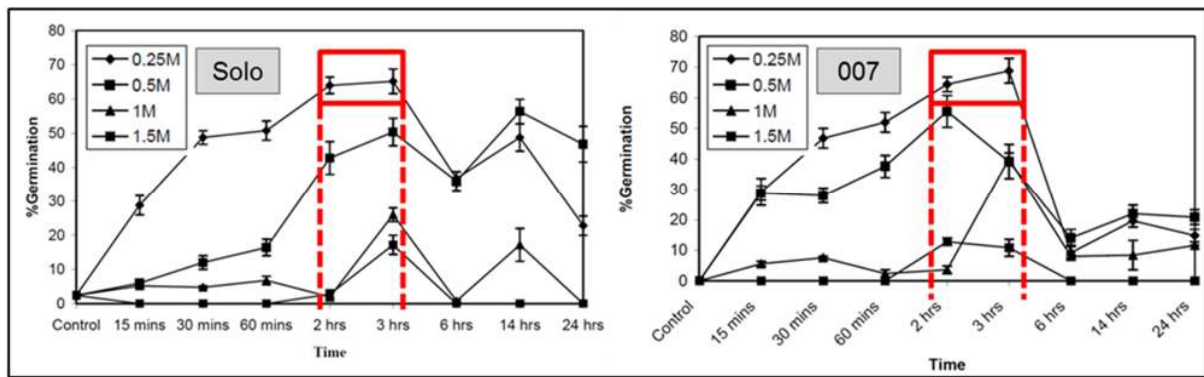 80
70
60
50
40
30
20
10
0
%Germination
0.25M
0.5M
1M
1.5M
Solo
Control 15 mins 30 mins 60 mins 2 hrs 3 hrs 6 hrs 14 hrs 24 hrs
Time
80
70
60
50
40
30
20
10
0
%Germination
0.25M
0.5M
1M
1.5M
007
Control 15 mins 30 mins 60 mins 2 hrs 3 hrs 6 hrs 14 hrs 24 hrs
Time